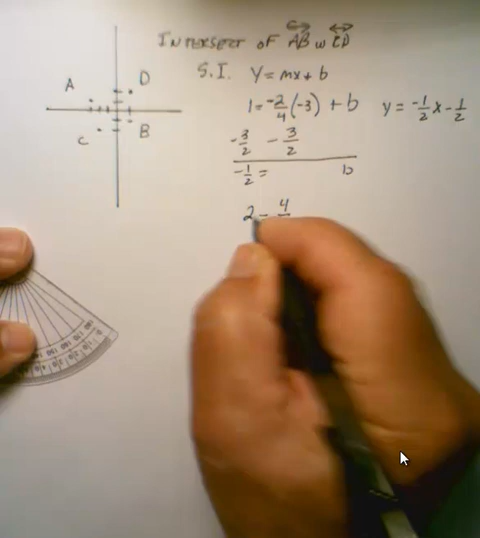 INTERSECT OF AB w CD
S.I. Y=mx+b
1=-2/4(-3)+b y=-1/2x-1/2
-3/2 -3/2
-1/2= b
2=4
A
D
C
B